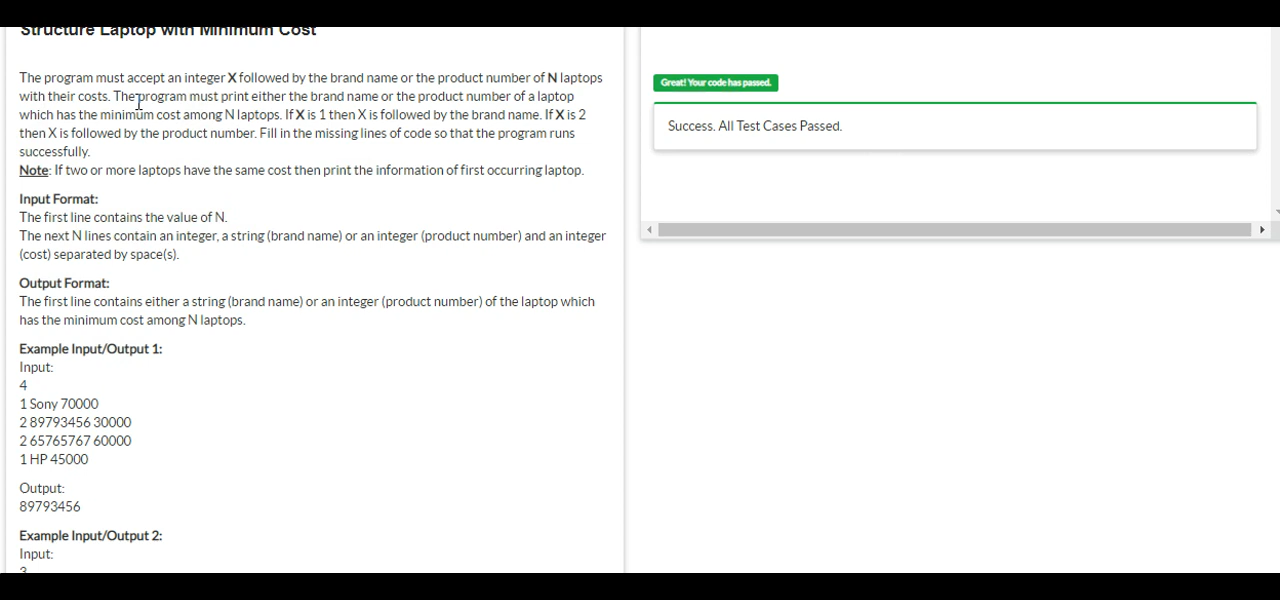 Structure Laptop with Minimum Cost
The program must accept an integer X followed by the brand name or the product number of N laptops
with their costs. The program must print either the brand name or the product number of a laptop
which has the minimum cost among N laptops. If X is 1 then X is followed by the brand name. If X is 2
then X is followed by the product number. Fill in the missing lines of code so that the program runs
successfully.
Note: If two or more laptops have the same cost then print the information of first occurring laptop.
Input Format:
The first line contains the value of N.
The next N lines contain an integer, a string (brand name) or an integer (product number) and an integer
(cost) separated by space(s).
Output Format:
The first line contains either a string (brand name) or an integer (product number) of the laptop which
has the minimum cost among N laptops.
Example Input/Output 1:
Input:
4
1 Sony 70000
2 89793456 30000
2 65765767 60000
1 HP 45000
Output:
89793456
Example Input/Output 2:
Input:
Great! Your code has passed.
Success. All Test Cases Passed.